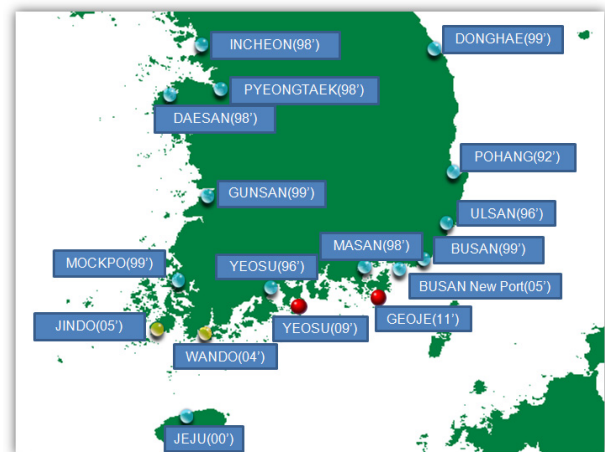 INCHEON(98')
DONGHAE(99')
PYEONGTAEK(98')
DAESAN(98')
POHANG(92')
GUNSAN(99')
ULSAN(96')
MASAN(98')
BUSAN(99')
MOCKPO(99')
YEOSU(96')
BUSAN New Port(05')
JINDO(05')
YEOSU(09')
GEOJE(11')
WANDO(04')
JEJU(00')